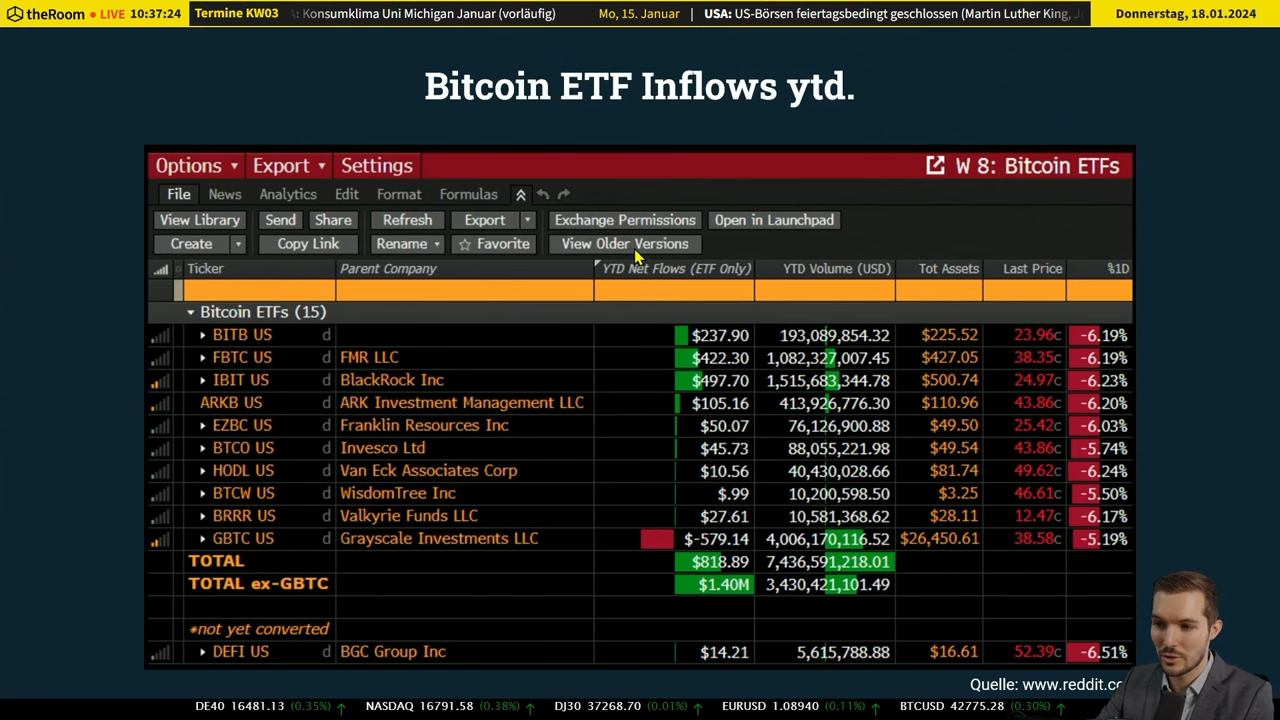 theRoom • LIVE 10:37:24 Termine KW03 Konsumklima Uni Michigan Januar (vorläufig) Mo, 15. Januar | USA: US-Börsen feiertagsbedingt geschlossen (Martin Luther King, Donnerstag, 18.01.2024
Bitcoin ETF Inflows ytd.
Options Export Settings W 8: Bitcoin ETFs
File News Analytics Edit Format Formulas
View Library Send Share Refresh Export Exchange Permissions Open in Launchpad
Create Copy Link Rename Favorite View Older Versions
Ticker Parent Company YTD Net Flows (ETF Only) YTD Volume (USD) Tot Assets Last Price %1D
Bitcoin ETFs (15)
BITB US d $237.90 193,089,854.32 $225.52 23.96c -6.19%
FBTC US d FMR LLC $422.30 1,082,327,007.45 $427.05 38.35c -6.19%
IBIT US d BlackRock Inc $497.70 1,515,683,344.78 $500.74 24.97c -6.23%
ARKB US d ARK Investment Management LLC $105.16 413,926,776.30 $110.96 43.86c -6.20%
EZBC US d Franklin Resources Inc $50.07 76,126,900.88 $49.50 25.42c -6.03%
BTCO US d Invesco Ltd $45.73 88,055,221.98 $49.54 43.86c -5.74%
HODL US d Van Eck Associates Corp $10.56 40,430,028.66 $81.74 49.62c -6.24%
BTCW US d WisdomTree Inc $.99 10,200,598.50 $3.25 46.61c -5.50%
BRRR US d Valkyrie Funds LLC $27.61 10,581,368.62 $28.11 12.47c -6.17%
GBTC US d Grayscale Investments LLC $-579.14 4,006,170,116.52 $26,450.61 38.58c -5.19%
TOTAL $818.89 7,436,591,218.01
TOTAL ex-GBTC $1.40M 3,430,421,101.49
*not yet converted
DEFI US d BGC Group Inc $14.21 5,615,788.88 $16.61 52.39c -6.51%
Quelle: www.reddit.c
DE40 16481.13 (0.35%) ↑ NASDAQ 16791.58 (0.38%) ↑ DJ30 37268.70 (0.01%) ↑ EURUSD 1.08940 (0.11%) ↑ BTCUSD 42775.28 (0.30%) ↑